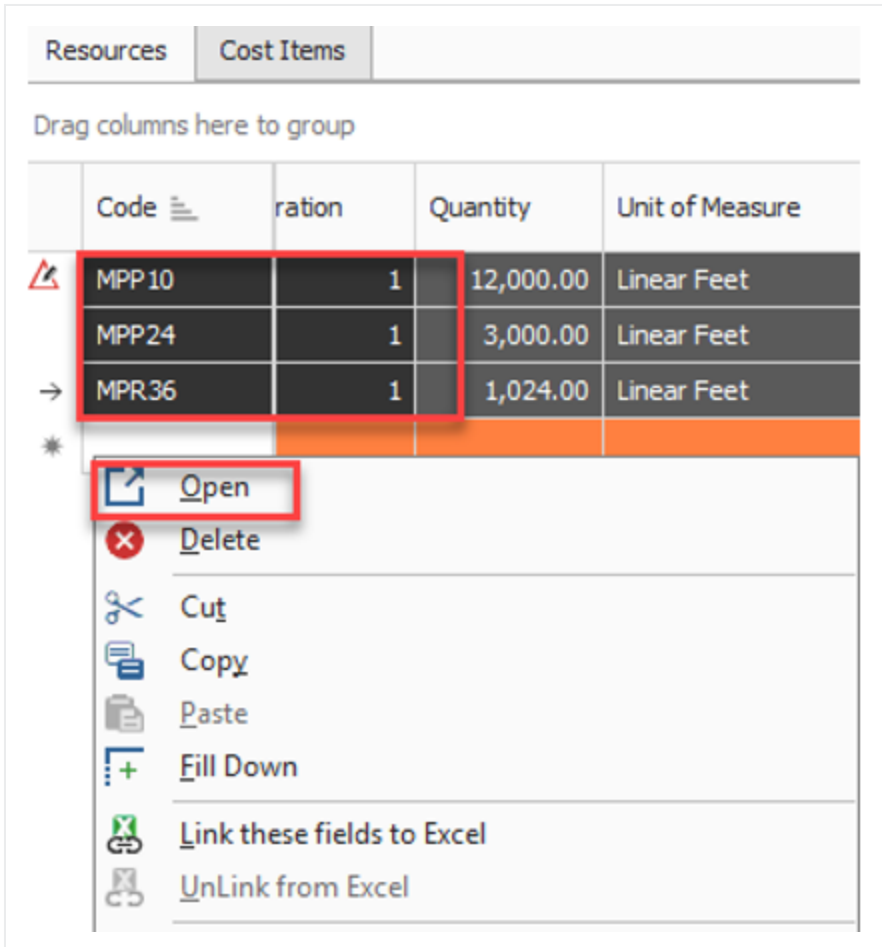 Resources Cost Items
Drag columns here to group
Code ration Quantity Unit of Measure
MPP10 1 12,000.00 Linear Feet
MPP24 1 3,000.00 Linear Feet
MPR36 1 1,024.00 Linear Feet
Open
Delete
Cut
Copy
Paste
Fill Down
Link these fields to Excel
UnLink from Excel